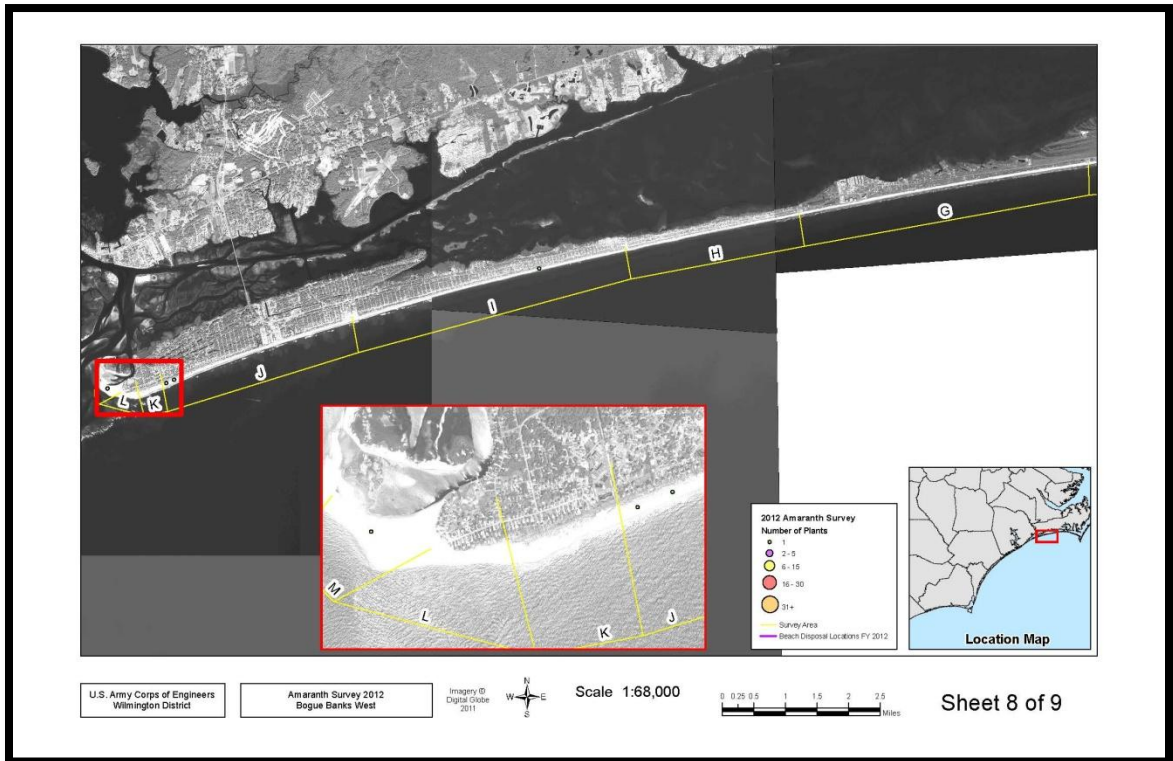 G
H
I
J
L
K
M
L
K
J
2012 Amaranth Survey
Number of Plants
1
2 - 5
6 - 15
16 - 30
31+
Survey Area
Beach Disposal Locations FY 2012
Location Map
U.S. Army Corps of Engineers
Wilmington District
Amaranth Survey 2012
Bogue Banks West
Imagery ©
Digital Globe
2011
N
W E
S
Scale 1:68,000
0 0.25 0.5 1 1.5 2 2.5
Miles
Sheet 8 of 9